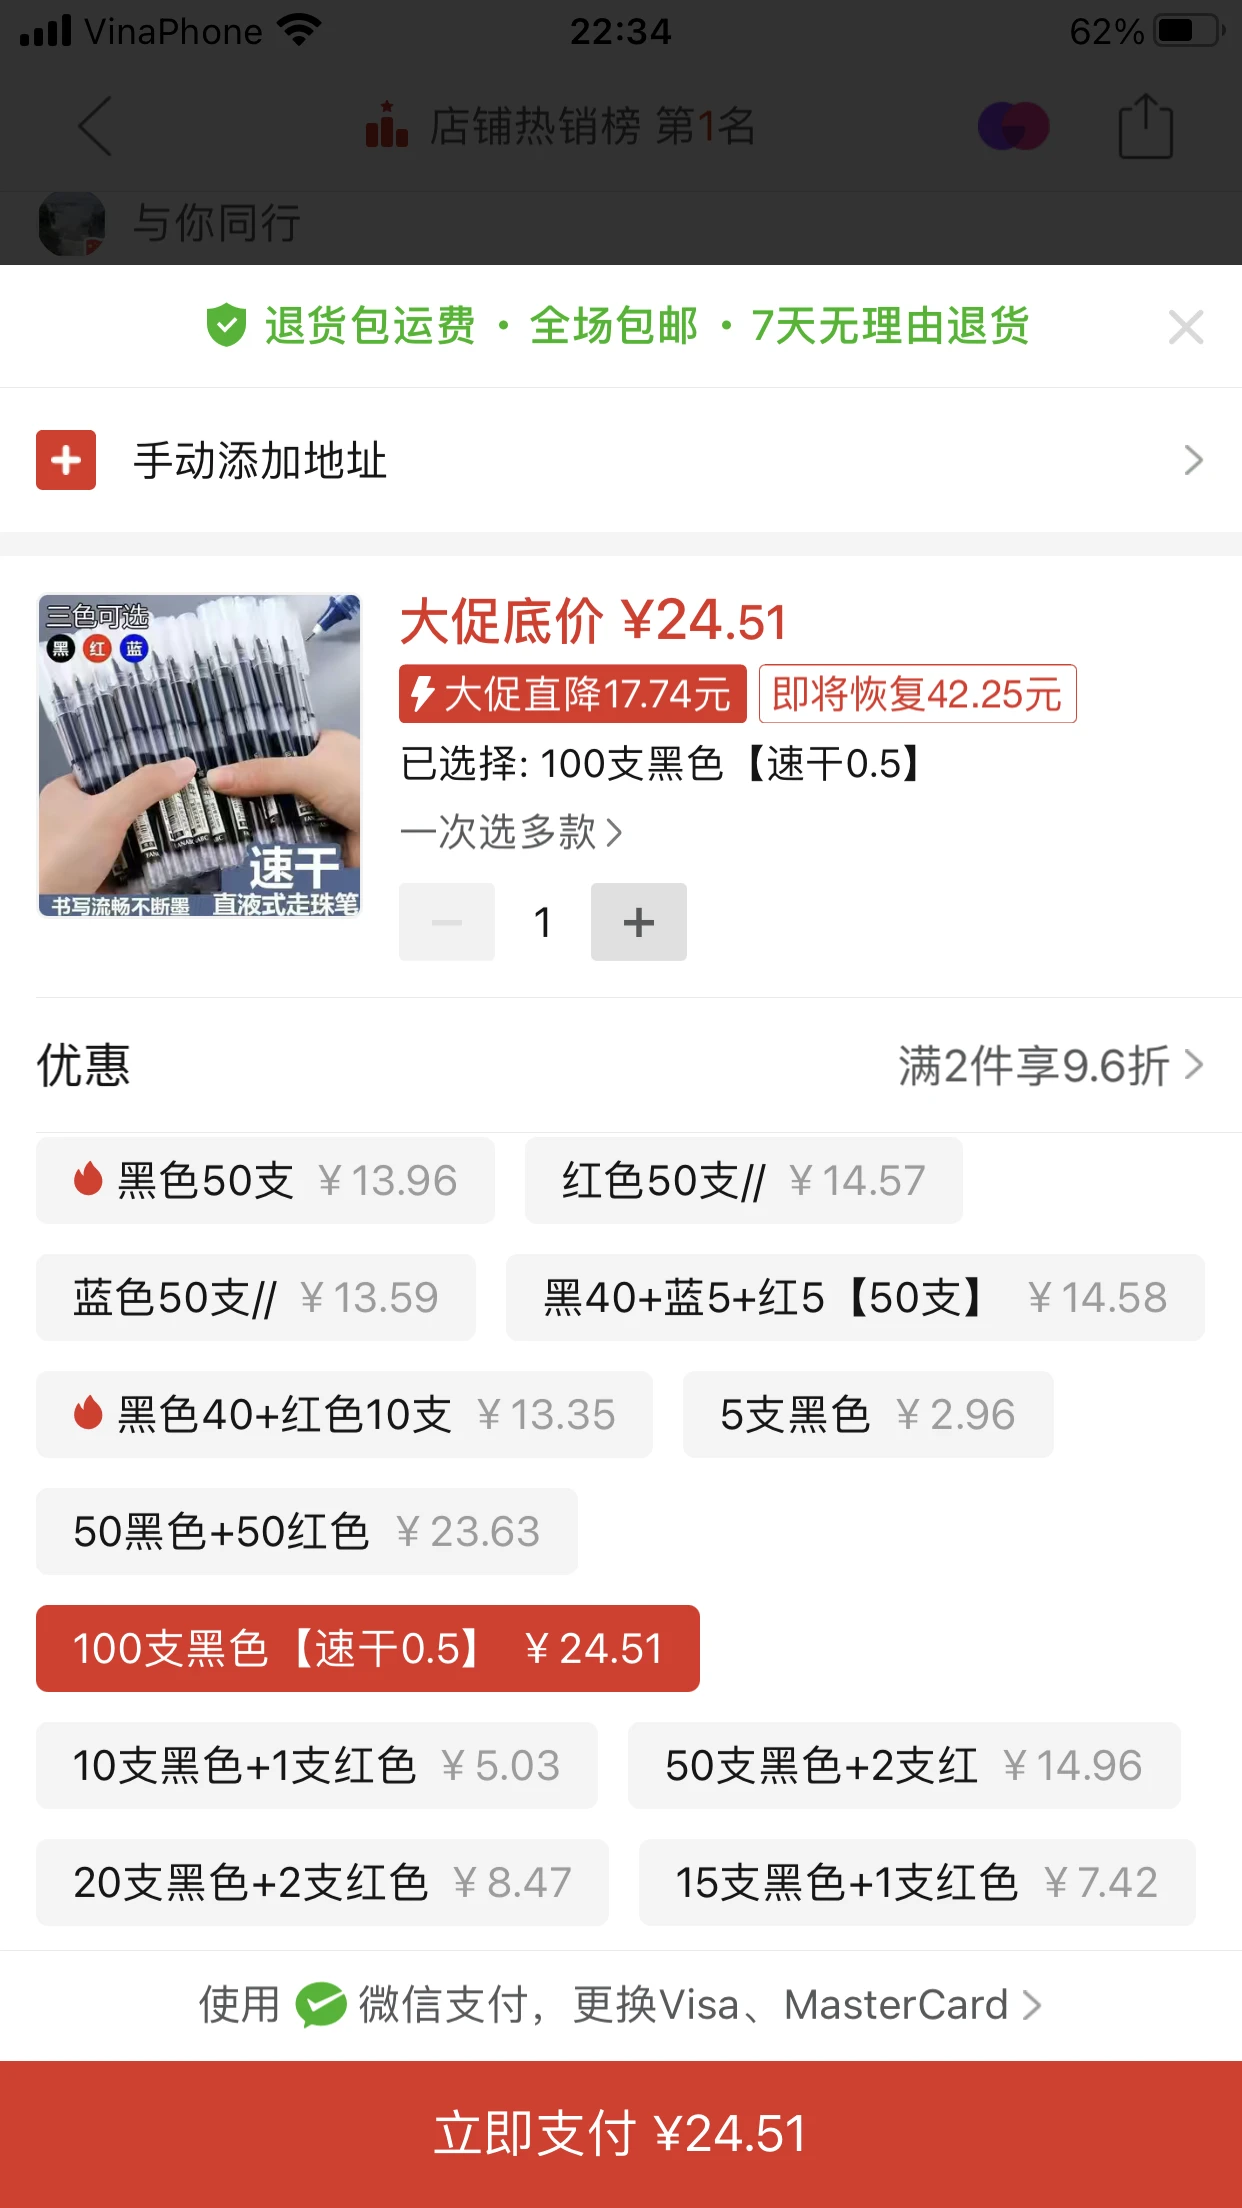 VinaPhone 22:34 62%
店铺热销榜 第1名
与你同行
退货包运费 · 全场包邮 · 7天无理由退货
手动添加地址
三色可选
黑 红 蓝
速干
书写流畅不断墨 直液式走珠笔
大促底价 ¥24.51
大促直降17.74元 即将恢复42.25元
已选择: 100支黑色【速干0.5】
一次选多款
1
优惠 满2件享9.6折
黑色50支 ¥13.96 红色50支// ¥14.57
蓝色50支// ¥13.59 黑40+蓝5+红5【50支】 ¥14.58
黑色40+红色10支 ¥13.35 5支黑色 ¥2.96
50黑色+50红色 ¥23.63
100支黑色【速干0.5】 ¥24.51
10支黑色+1支红色 ¥5.03 50支黑色+2支红 ¥14.96
20支黑色+2支红色 ¥8.47 15支黑色+1支红色 ¥7.42
使用 微信支付，更换Visa、MasterCard
立即支付 ¥24.51